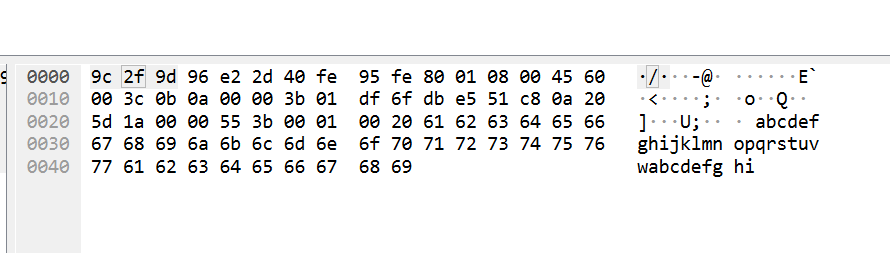 0000 9c 2f 9d 96 e2 2d 40 fe 95 fe 80 01 08 00 45 60 ·/···-@· ······E`
0010 00 3c 0b 0a 00 00 3b 01 df 6f db e5 51 c8 0a 20 ·<····;· ·o··Q··
0020 5d 1a 00 00 55 3b 00 01 00 20 61 62 63 64 65 66 ]···U;·· · abcdef
0030 67 68 69 6a 6b 6c 6d 6e 6f 70 71 72 73 74 75 76 ghijklmn opqrstuv
0040 77 61 62 63 64 65 66 67 68 69 wabcdefg hi